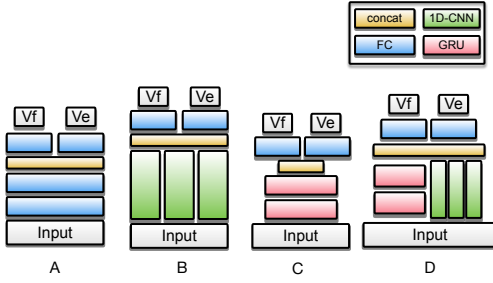 concat 1D-CNN
FC GRU
Vf Ve Vf Ve Vf Ve Vf Ve
Input Input Input Input
A B C D